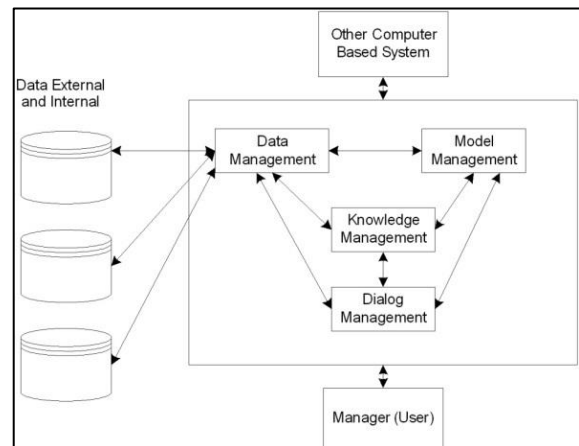 Other Computer
Based System
Data External
and Internal
Data
Management
Model
Management
Knowledge
Management
Dialog
Management
Manager (User)